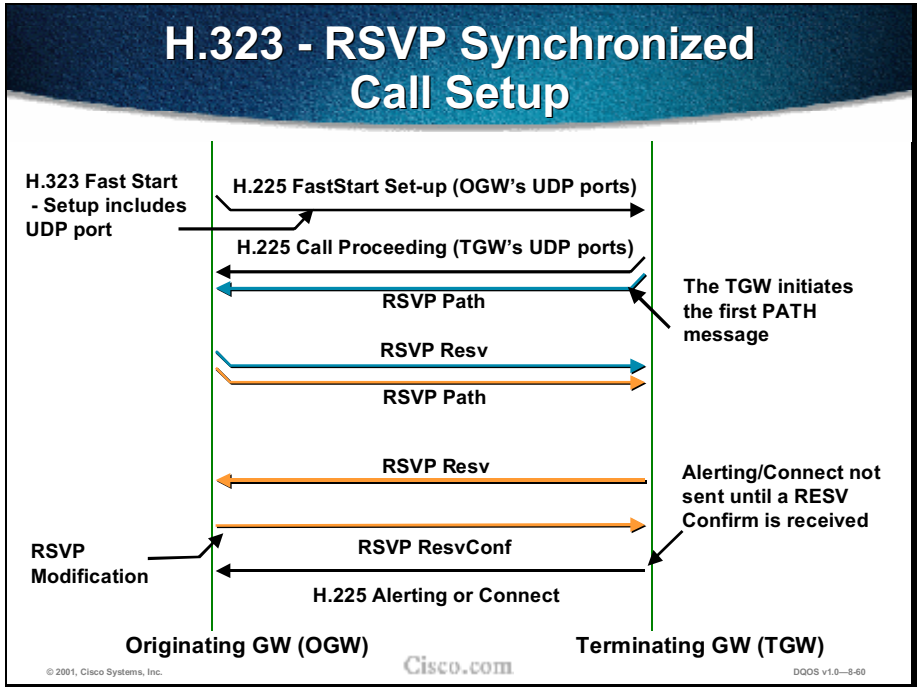 H.323 - RSVP Synchronized
Call Setup
H.323 Fast Start
- Setup includes
UDP port
H.225 FastStart Set-up (OGW's UDP ports)
H.225 Call Proceeding (TGW's UDP ports)
RSVP Path
The TGW initiates
the first PATH
message
RSVP Resv
RSVP Path
RSVP Resv
Alerting/Connect not
sent until a RESV
Confirm is received
RSVP
Modification
RSVP ResvConf
H.225 Alerting or Connect
Originating GW (OGW)
Terminating GW (TGW)
© 2001, Cisco Systems, Inc.
Cisco.com
DQOS v1.0—8-60